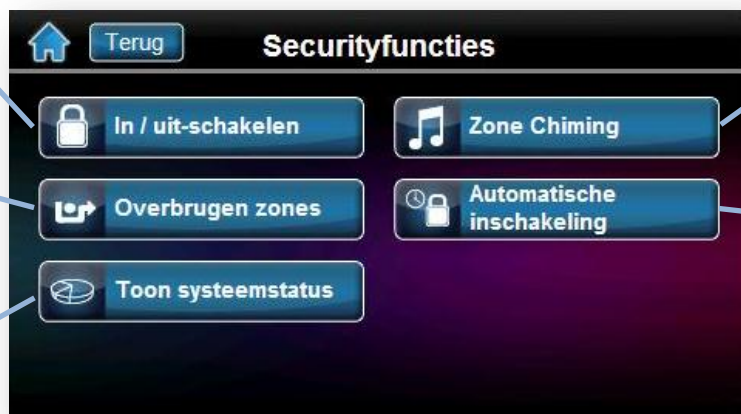 Terug
Securityfuncties
In / uit-schakelen
Zone Chiming
Overbrugen zones
Automatische
inschakeling
Toon systeemstatus